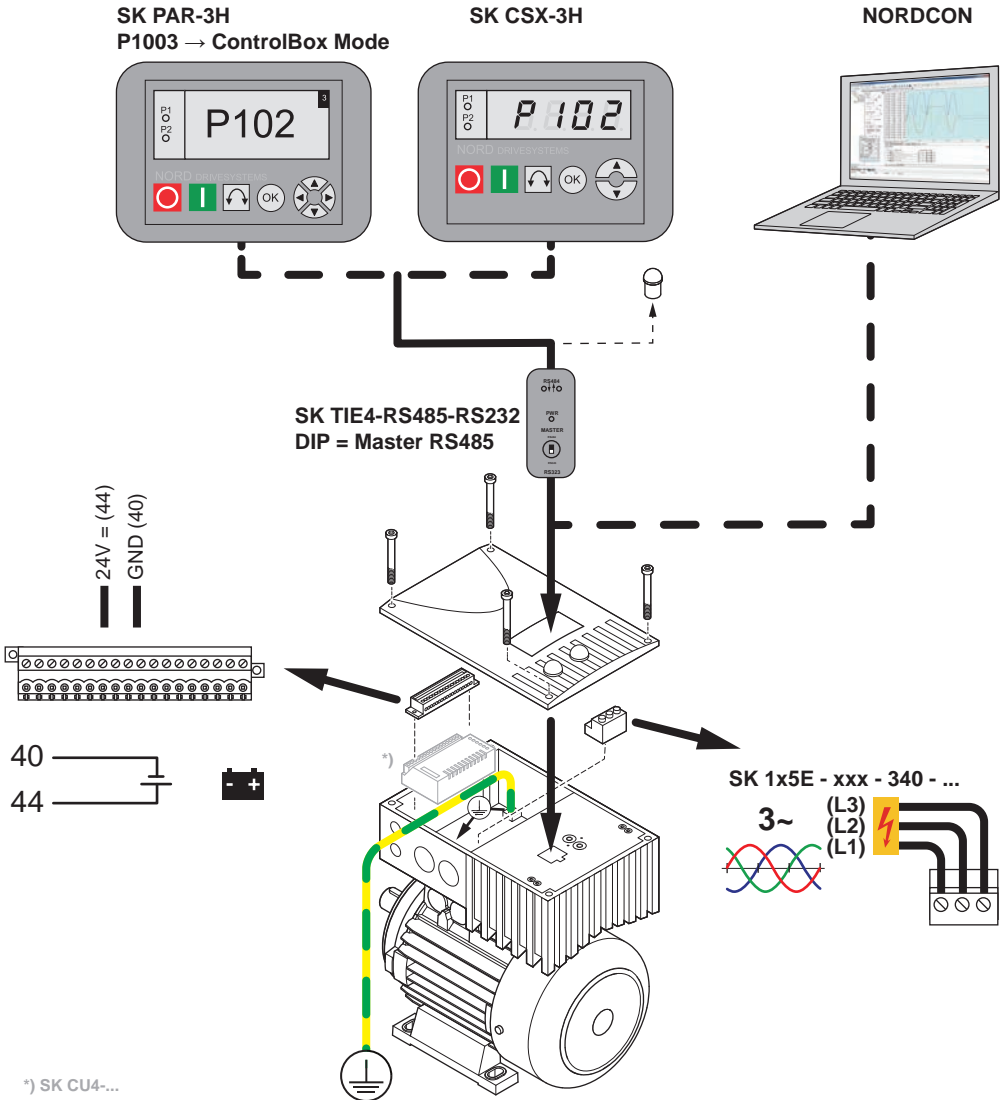 SK PAR-3H
P1003 → ControlBox Mode
SK CSX-3H
NORDCON
P1
P2
P102
3
NORD DRIVESYSTEMS
OK
P1
P2
P 102
NORD DRIVESYSTEMS
OK
SK TIE4-RS485-RS232
DIP = Master RS485
RS484
PWR
MASTER
RS323
24V = (44)
GND (40)
40
44
- +
*)
SK 1x5E - xxx - 340 - ...
3~
(L3)
(L2)
(L1)
*) SK CU4-...